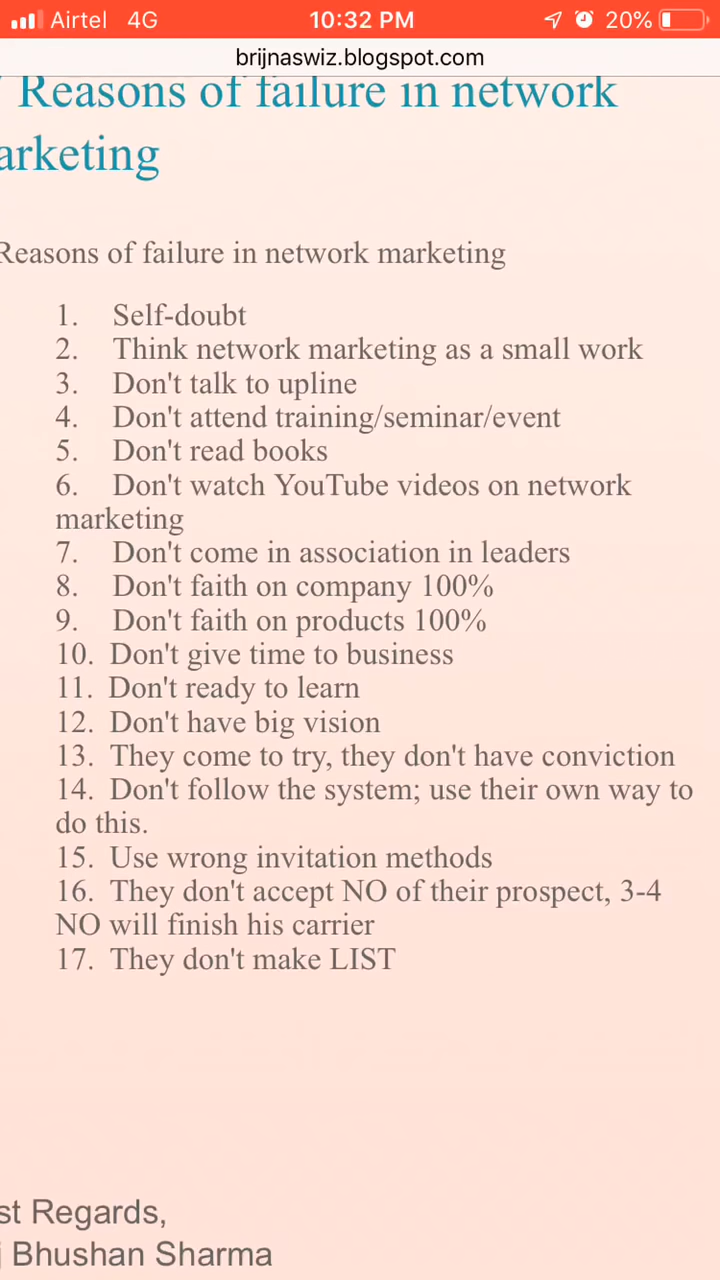 Airtel 4G 10:32 PM 20%
brijnaswiz.blogspot.com
Reasons of failure in network
arketing
Reasons of failure in network marketing
1. Self-doubt
2. Think network marketing as a small work
3. Don't talk to upline
4. Don't attend training/seminar/event
5. Don't read books
6. Don't watch YouTube videos on network
marketing
7. Don't come in association in leaders
8. Don't faith on company 100%
9. Don't faith on products 100%
10. Don't give time to business
11. Don't ready to learn
12. Don't have big vision
13. They come to try, they don't have conviction
14. Don't follow the system; use their own way to
do this.
15. Use wrong invitation methods
16. They don't accept NO of their prospect, 3-4
NO will finish his carrier
17. They don't make LIST
st Regards,
Bhushan Sharma